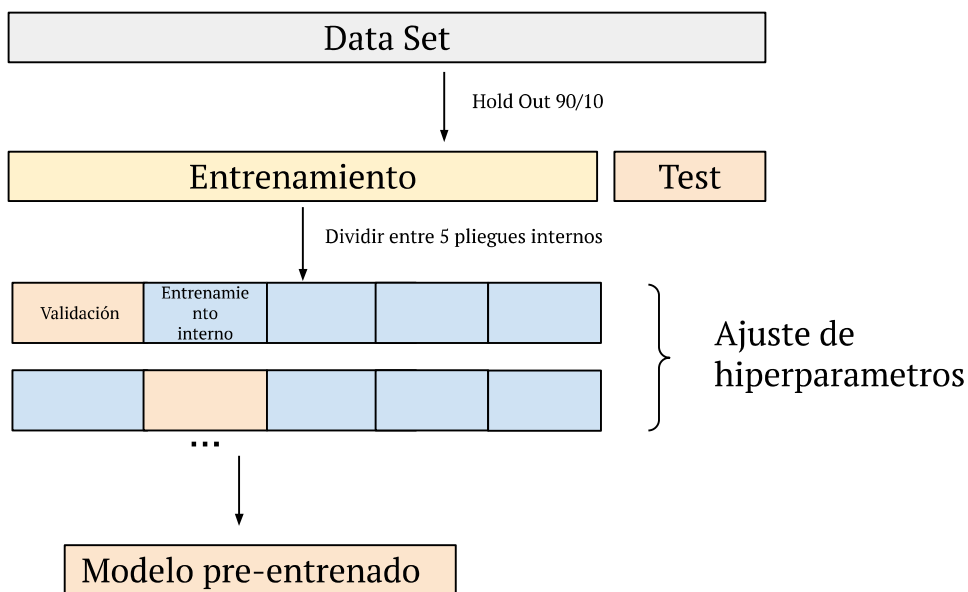 Data Set
Hold Out 90/10
Entrenamiento
Test
Dividir entre 5 pliegues internos
Validación
Entrenamie
nto
interno
Ajuste de
hiperparametros
...
Modelo pre-entrenado